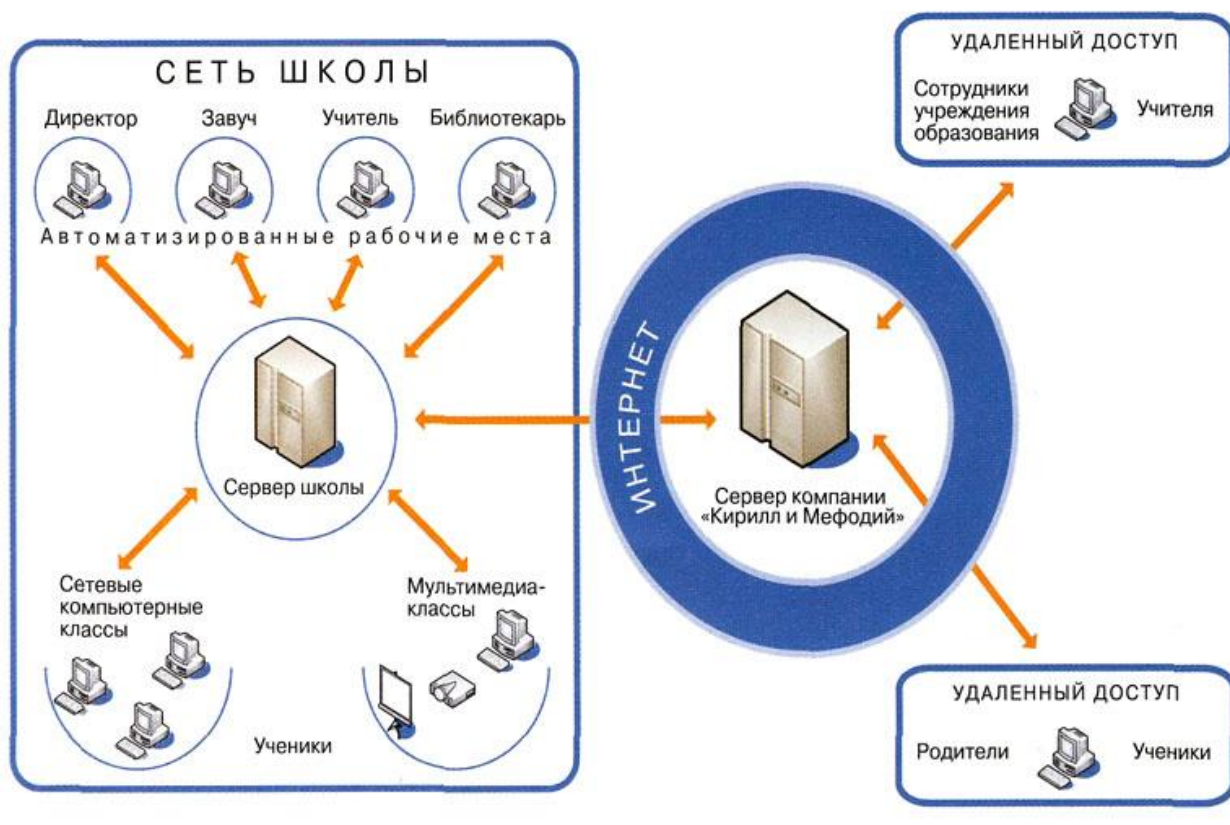 СЕТЬ ШКОЛЫ
Директор
Завуч
Учитель
Библиотекарь
Автоматизированные рабочие места
Сервер школы
Сетевые
компьютерные
классы
Мультимедиа-
классы
Ученики
ИНТЕРНЕТ
Сервер компании
«Кирилл и Мефодий»
УДАЛЕННЫЙ ДОСТУП
Сотрудники
учреждения
образования
Учителя
УДАЛЕННЫЙ ДОСТУП
Родители
Ученики